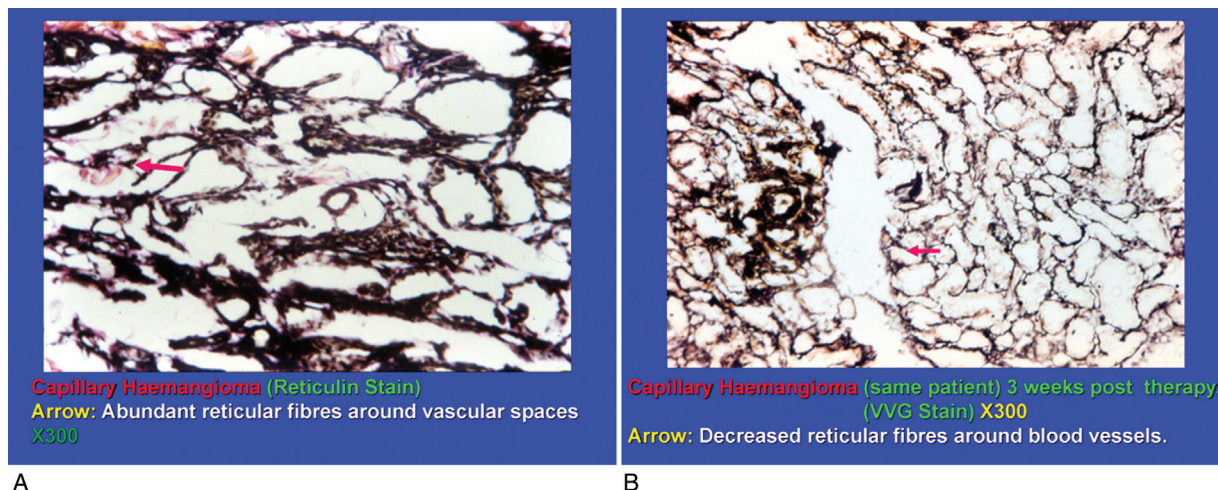 Capillary Haemangioma (Reticulin Stain)
Arrow: Abundant reticular fibres around vascular spaces
X300
A
Capillary Haemangioma (same patient) 3 weeks post therapy
(VVG Stain) X300
Arrow: Decreased reticular fibres around blood vessels.
B